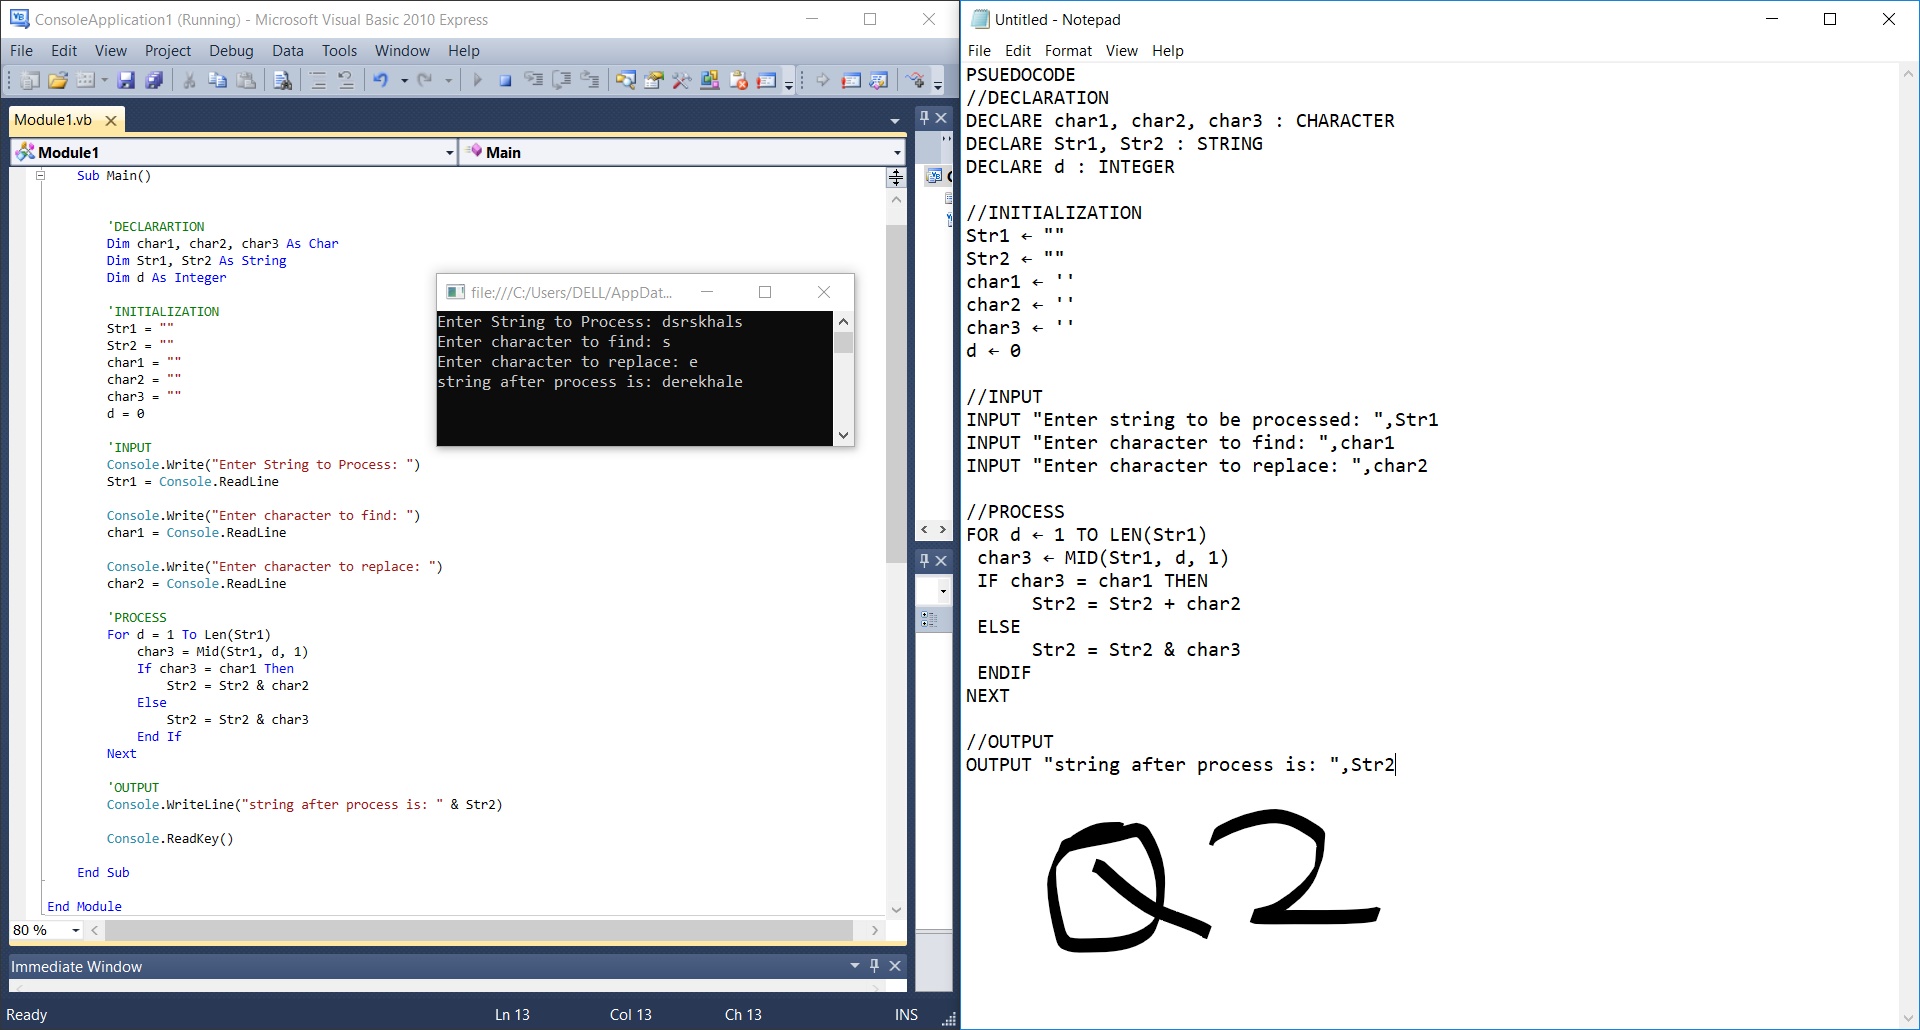 ConsoleApplication1 (Running) - Microsoft Visual Basic 2010 Express
File Edit View Project Debug Data Tools Window Help
Module1.vb
Module1
Main
Sub Main()
'DECLARARTION
Dim char1, char2, char3 As Char
Dim Str1, Str2 As String
Dim d As Integer
'INITIALIZATION
Str1 = ""
Str2 = ""
char1 = ""
char2 = ""
char3 = ""
d = 0
'INPUT
Console.Write("Enter String to Process: ")
Str1 = Console.ReadLine
Console.Write("Enter character to find: ")
char1 = Console.ReadLine
Console.Write("Enter character to replace: ")
char2 = Console.ReadLine
'PROCESS
For d = 1 To Len(Str1)
char3 = Mid(Str1, d, 1)
If char3 = char1 Then
Str2 = Str2 & char2
Else
Str2 = Str2 & char3
End If
Next
'OUTPUT
Console.WriteLine("string after process is: " & Str2)
Console.ReadKey()
End Sub
End Module
80 %
Immediate Window
Ready Ln 13 Col 13 Ch 13 INS
file:///C:/Users/DELL/AppDat...
Enter String to Process: dsrskhals
Enter character to find: s
Enter character to replace: e
string after process is: derekhale
Untitled - Notepad
File Edit Format View Help
PSUEDOCODE
//DECLARATION
DECLARE char1, char2, char3 : CHARACTER
DECLARE Str1, Str2 : STRING
DECLARE d : INTEGER
//INITIALIZATION
Str1 ← ""
Str2 ← ""
char1 ← ''
char2 ← ''
char3 ← ''
d ← 0
//INPUT
INPUT "Enter string to be processed: ",Str1
INPUT "Enter character to find: ",char1
INPUT "Enter character to replace: ",char2
//PROCESS
FOR d ← 1 TO LEN(Str1)
char3 ← MID(Str1, d, 1)
IF char3 = char1 THEN
Str2 = Str2 + char2
ELSE
Str2 = Str2 & char3
ENDIF
NEXT
//OUTPUT
OUTPUT "string after process is: ",Str2
Q2